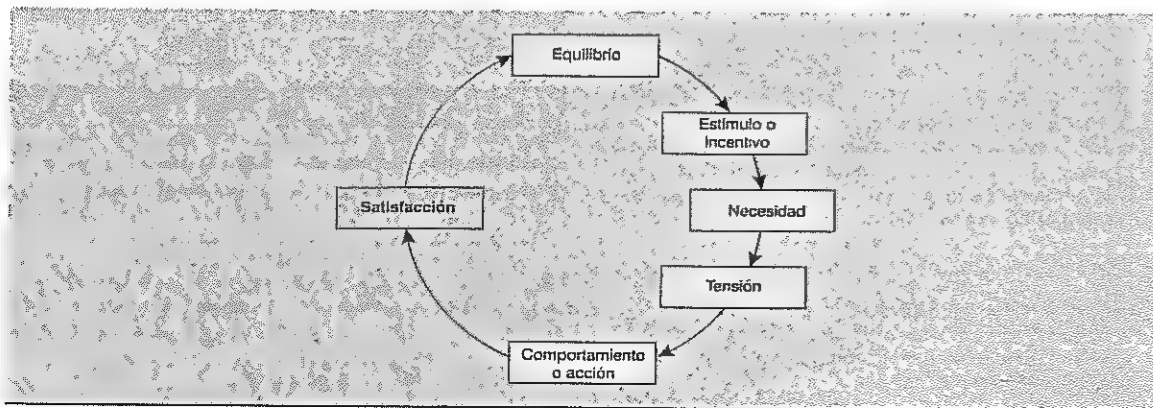 Equilibrio
Estímulo o
incentivo
Necesidad
Satisfacción
Tensión
Comportamiento
o acción